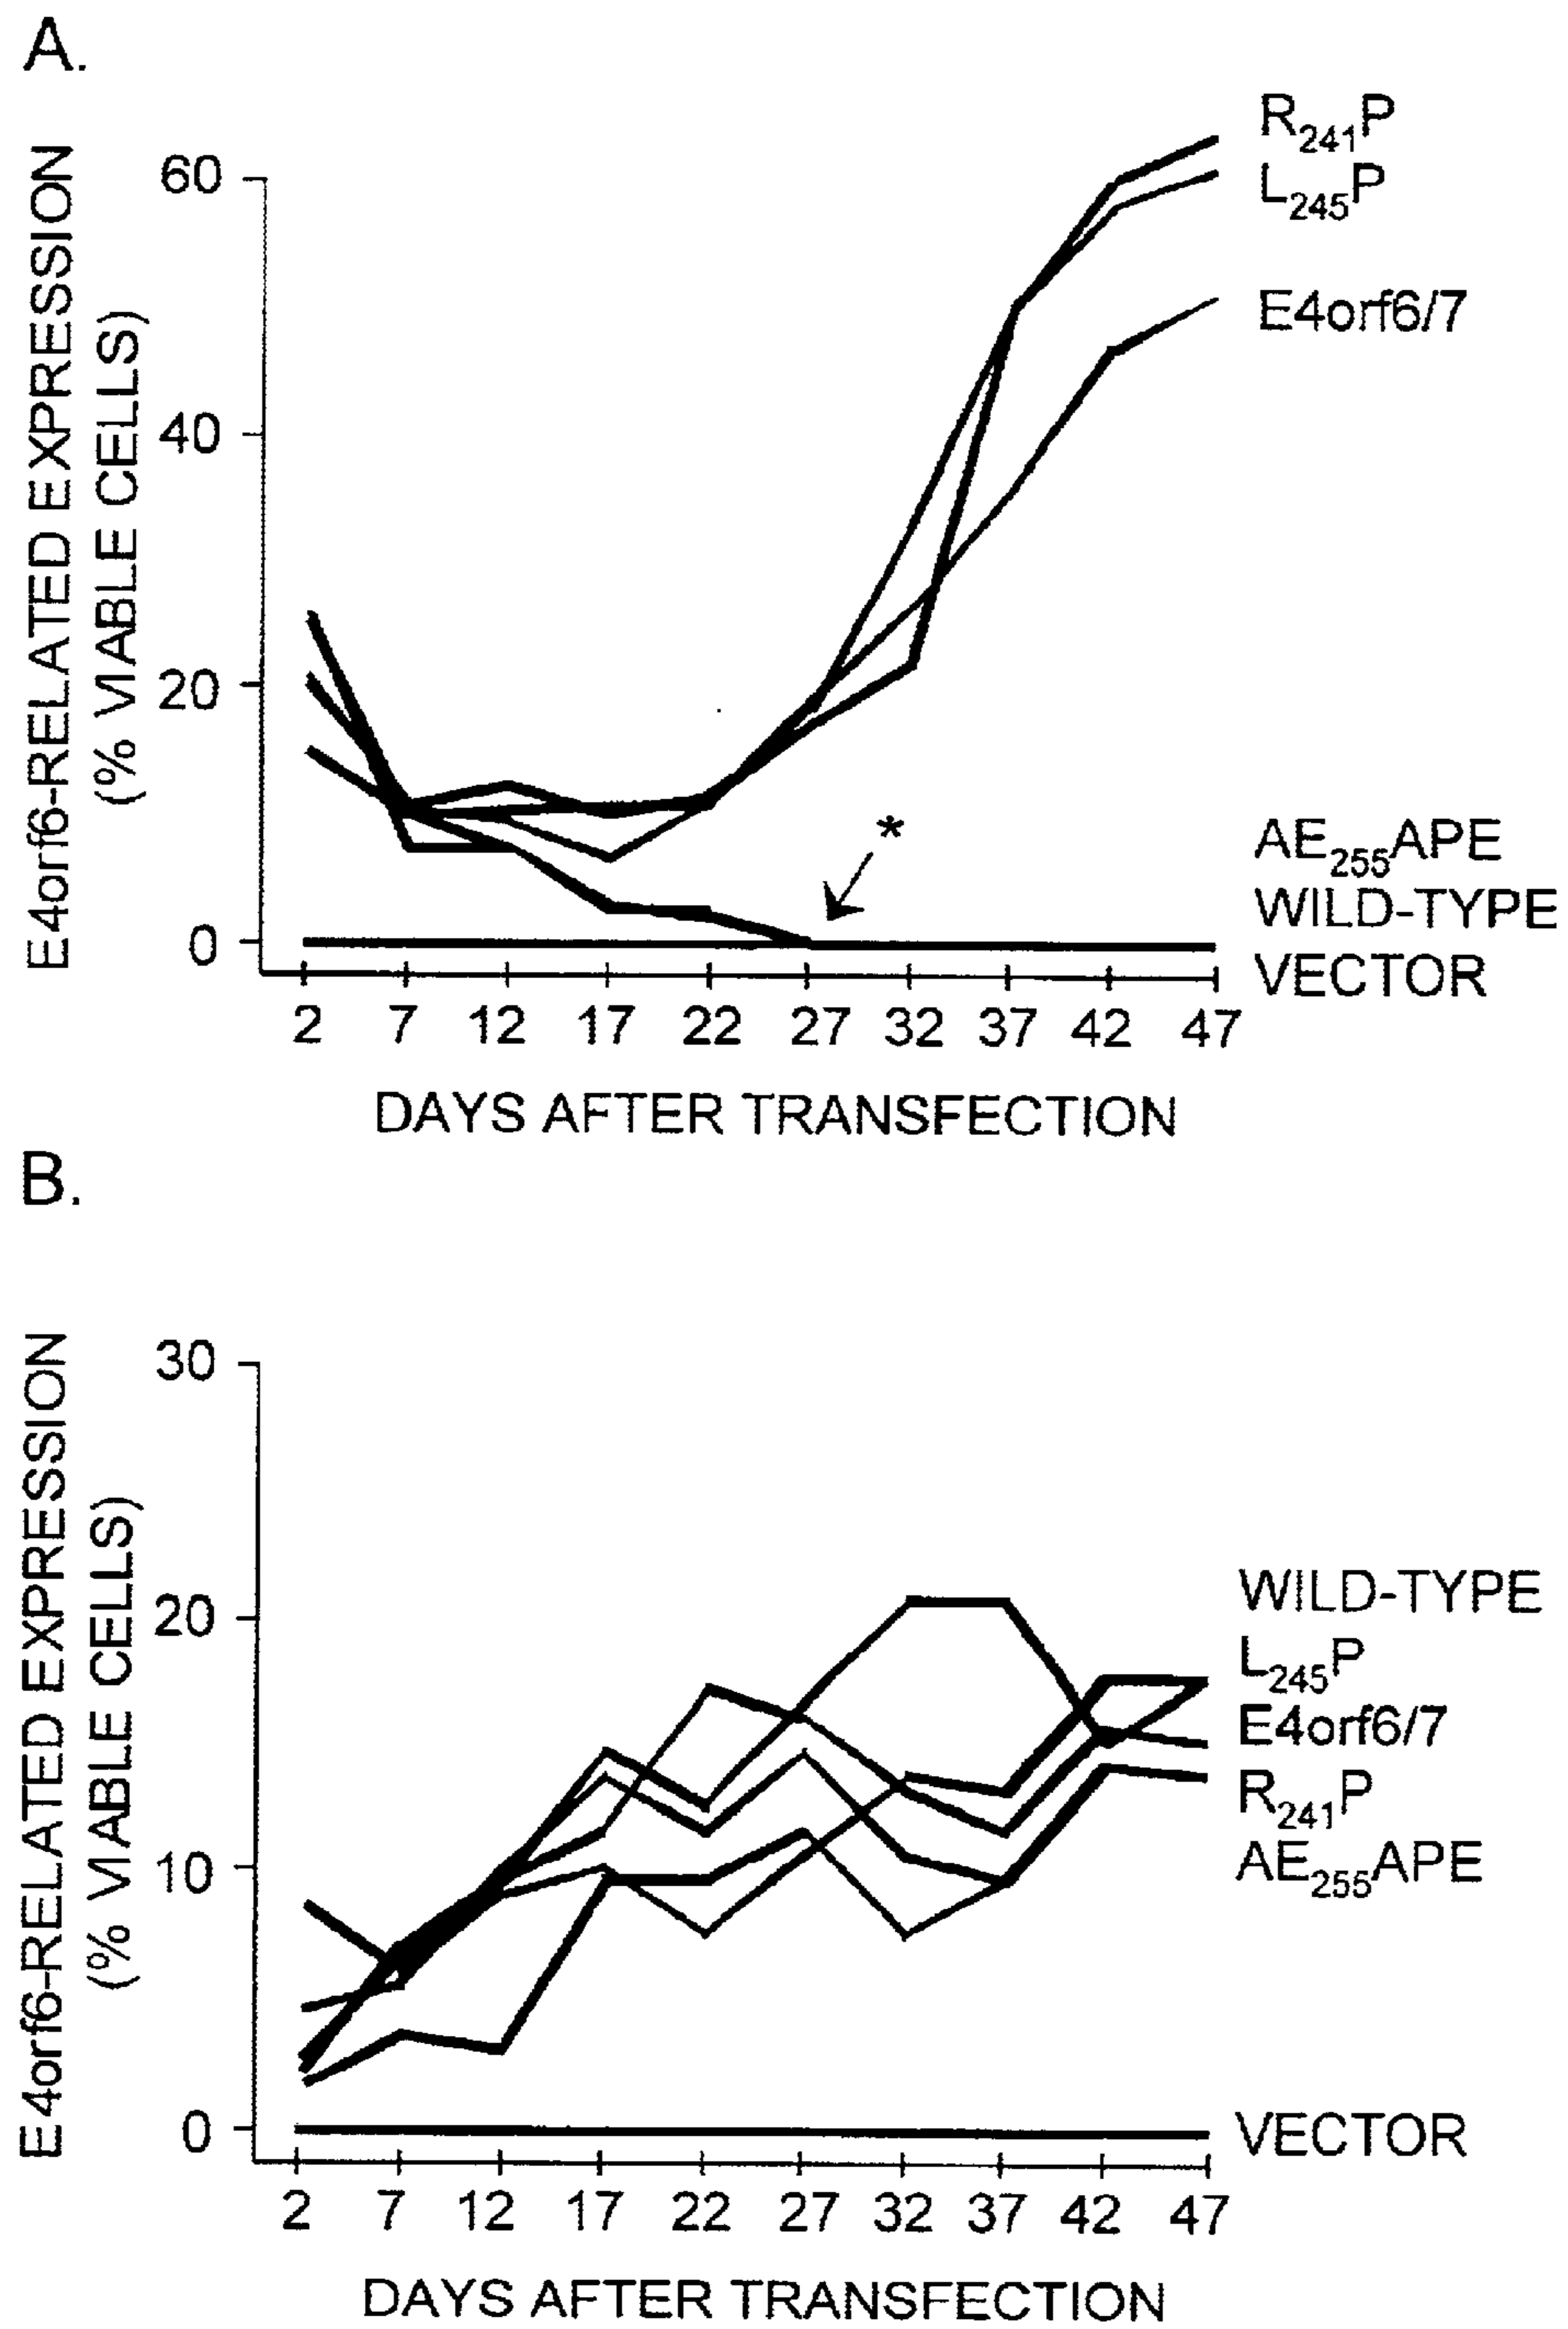 A.
E4orf6-RELATED EXPRESSION
(% VIABLE CELLS)
60
40
20
0
R241P
L245P
E4orf6/7
*
AE255APE
WILD-TYPE
VECTOR
2 7 12 17 22 27 32 37 42 47
DAYS AFTER TRANSFECTION
B.
E4orf6-RELATED EXPRESSION
(% VIABLE CELLS)
30
20
10
0
WILD-TYPE
L245P
E4orf6/7
R241P
AE255APE
VECTOR
2 7 12 17 22 27 32 37 42 47
DAYS AFTER TRANSFECTION